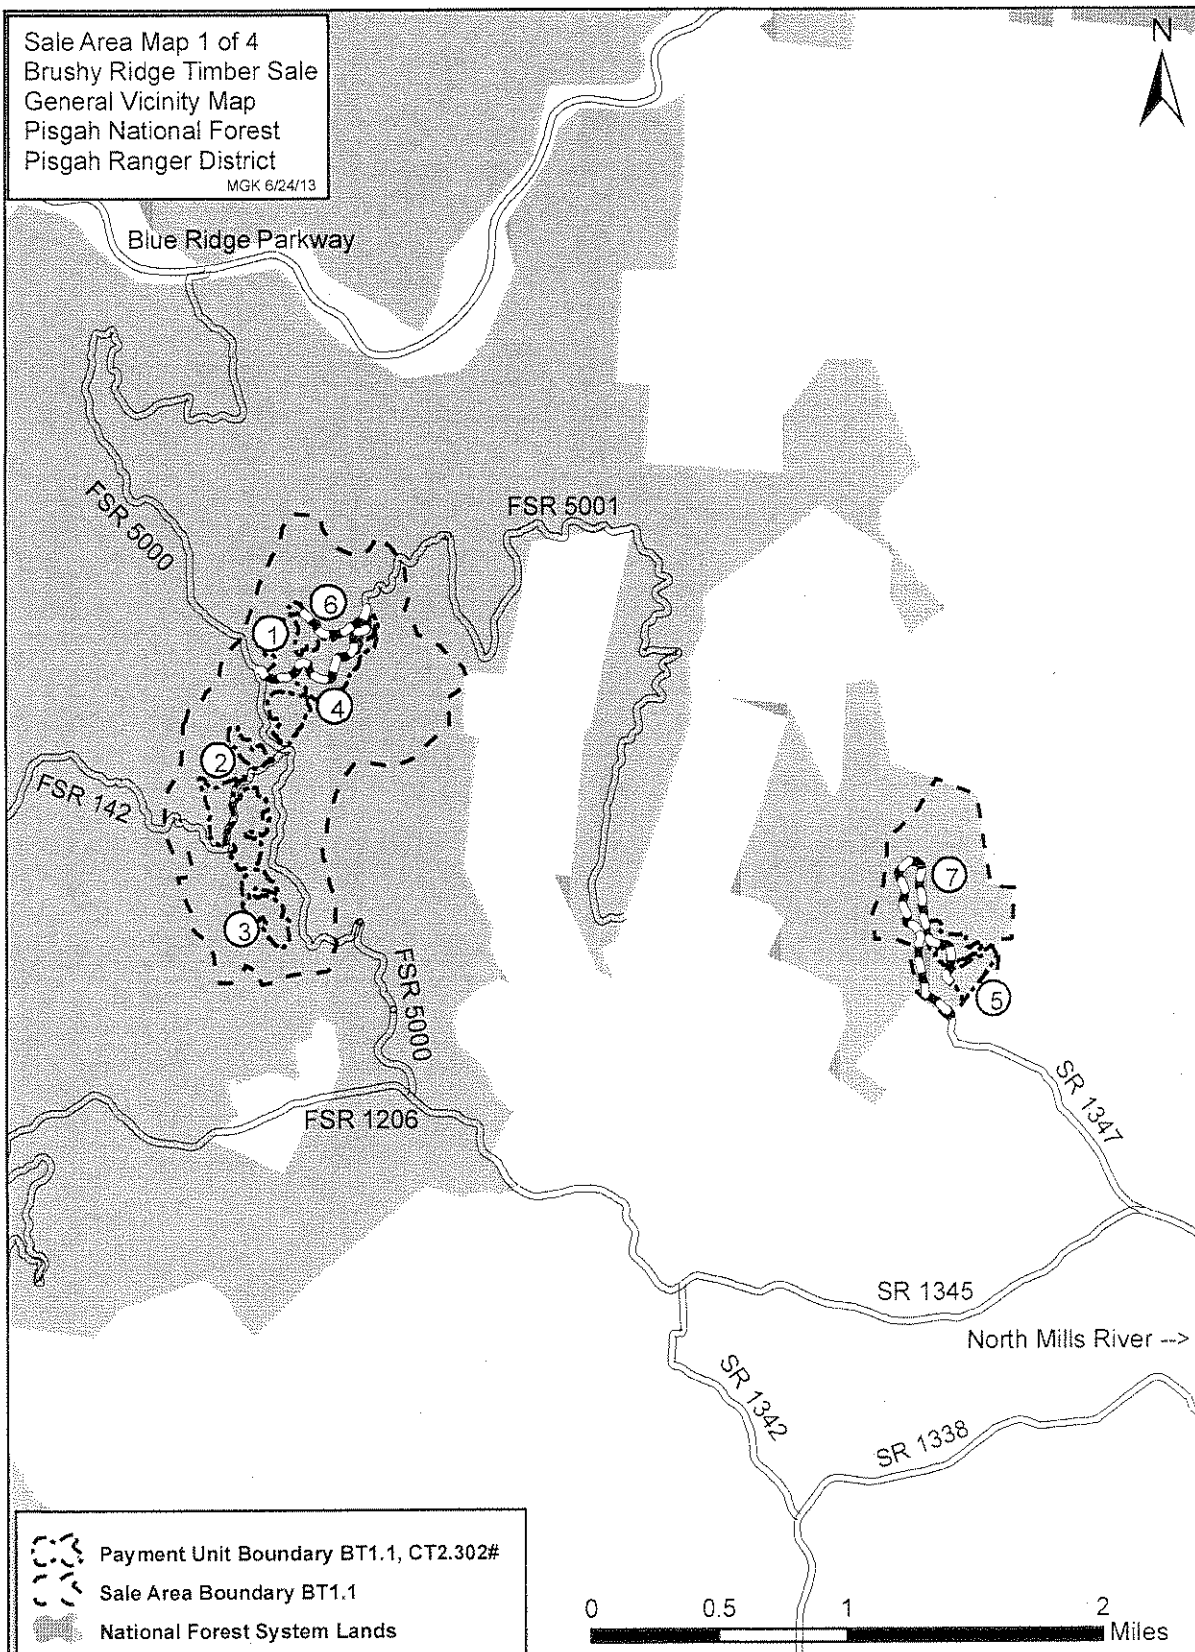 Sale Area Map 1 of 4
Brushy Ridge Timber Sale
General Vicinity Map
Pisgah National Forest
Pisgah Ranger District
MGK 6/24/13
N
Blue Ridge Parkway
FSR 5000
FSR 5001
6
1
4
2
FSR 142
7
3
5
FSR 5000
SR 1347
FSR 1206
SR 1345
North Mills River -->
SR 1342
SR 1338
Payment Unit Boundary BT1.1, CT2.302#
Sale Area Boundary BT1.1
National Forest System Lands
0 0.5 1 2
Miles